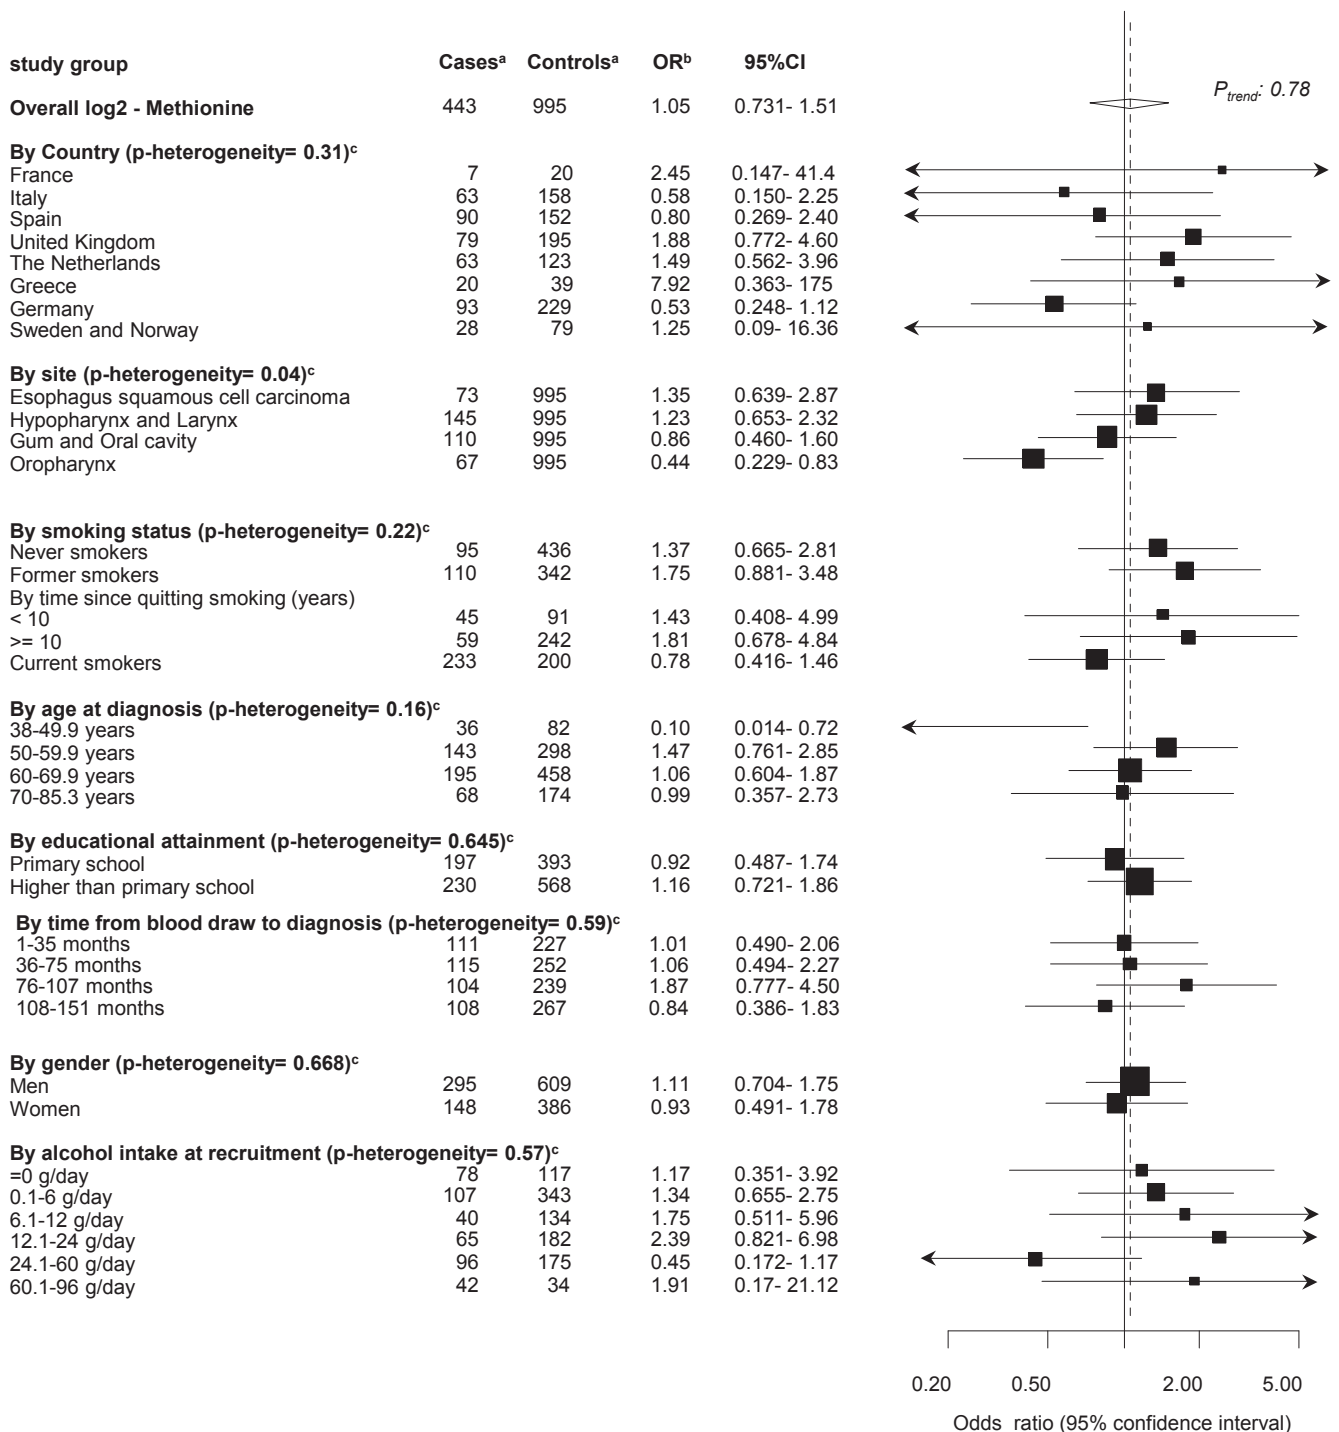 study group Casesᵃ Controlsᵃ ORᵇ 95%CI
Overall log2 - Methionine 443 995 1.05 0.731- 1.51 P_trend: 0.78
By Country (p-heterogeneity= 0.31)ᶜ
France 7 20 2.45 0.147- 41.4
Italy 63 158 0.58 0.150- 2.25
Spain 90 152 0.80 0.269- 2.40
United Kingdom 79 195 1.88 0.772- 4.60
The Netherlands 63 123 1.49 0.562- 3.96
Greece 20 39 7.92 0.363- 175
Germany 93 229 0.53 0.248- 1.12
Sweden and Norway 28 79 1.25 0.09- 16.36
By site (p-heterogeneity= 0.04)ᶜ
Esophagus squamous cell carcinoma 73 995 1.35 0.639- 2.87
Hypopharynx and Larynx 145 995 1.23 0.653- 2.32
Gum and Oral cavity 110 995 0.86 0.460- 1.60
Oropharynx 67 995 0.44 0.229- 0.83
By smoking status (p-heterogeneity= 0.22)ᶜ
Never smokers 95 436 1.37 0.665- 2.81
Former smokers 110 342 1.75 0.881- 3.48
By time since quitting smoking (years)
< 10 45 91 1.43 0.408- 4.99
>= 10 59 242 1.81 0.678- 4.84
Current smokers 233 200 0.78 0.416- 1.46
By age at diagnosis (p-heterogeneity= 0.16)ᶜ
38-49.9 years 36 82 0.10 0.014- 0.72
50-59.9 years 143 298 1.47 0.761- 2.85
60-69.9 years 195 458 1.06 0.604- 1.87
70-85.3 years 68 174 0.99 0.357- 2.73
By educational attainment (p-heterogeneity= 0.645)ᶜ
Primary school 197 393 0.92 0.487- 1.74
Higher than primary school 230 568 1.16 0.721- 1.86
By time from blood draw to diagnosis (p-heterogeneity= 0.59)ᶜ
1-35 months 111 227 1.01 0.490- 2.06
36-75 months 115 252 1.06 0.494- 2.27
76-107 months 104 239 1.87 0.777- 4.50
108-151 months 108 267 0.84 0.386- 1.83
By gender (p-heterogeneity= 0.668)ᶜ
Men 295 609 1.11 0.704- 1.75
Women 148 386 0.93 0.491- 1.78
By alcohol intake at recruitment (p-heterogeneity= 0.57)ᶜ
=0 g/day 78 117 1.17 0.351- 3.92
0.1-6 g/day 107 343 1.34 0.655- 2.75
6.1-12 g/day 40 134 1.75 0.511- 5.96
12.1-24 g/day 65 182 2.39 0.821- 6.98
24.1-60 g/day 96 175 0.45 0.172- 1.17
60.1-96 g/day 42 34 1.91 0.17- 21.12
0.20 0.50 2.00 5.00
Odds ratio (95% confidence interval)